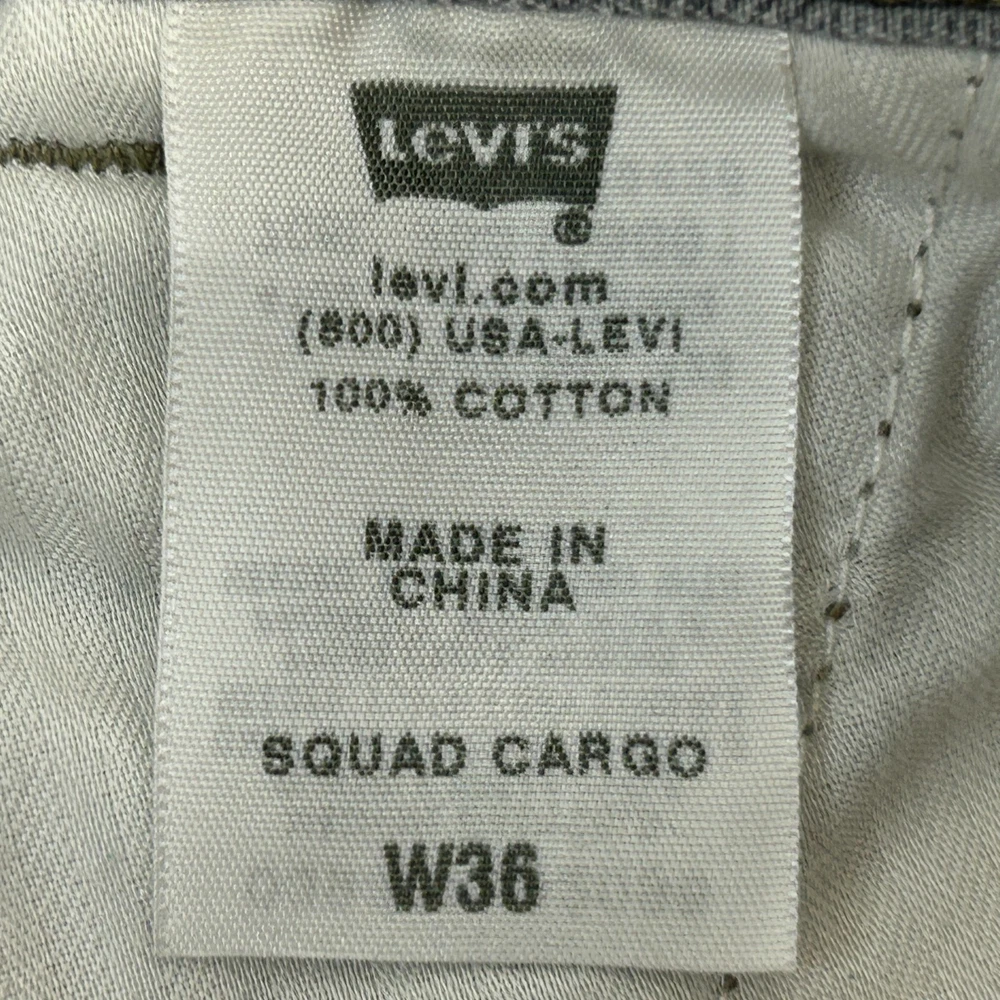 Levi's
®
levi.com
(800) USA-LEVI
100% COTTON
MADE IN
CHINA
SQUAD CARGO
W36